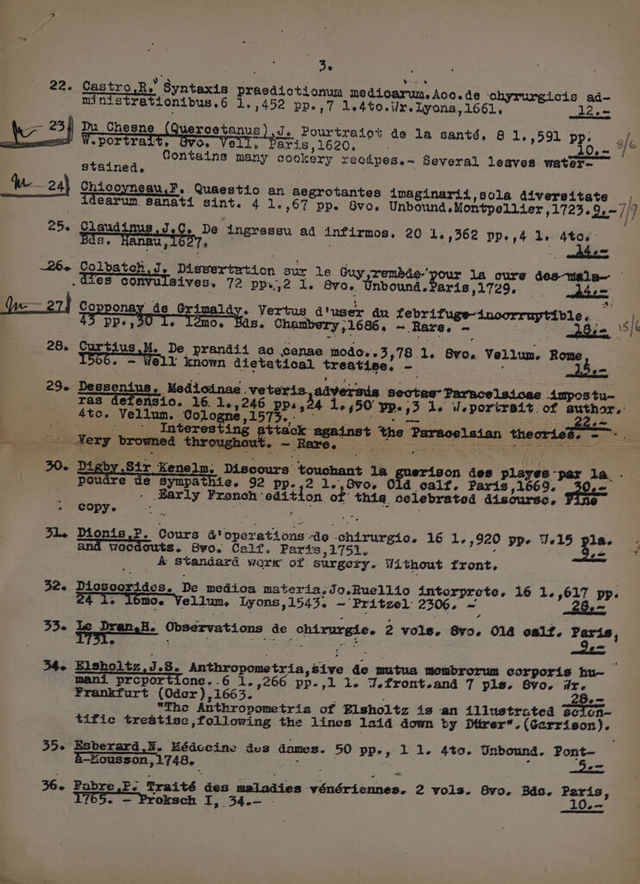 3.
22. Castro,R. Syntaxis praedictionum medicarum.Acc.de chyrurgicis ad-
ministrationibus.6 l.,452 pp.,7 l.4to.Wr.Lyons,1661.
12.-
23. Du Chesne (Quercetanus),J. Pourtraict de la santé. 8 l.,591 pp.
W.portrait. 8vo. Vell. Paris,1620. 10.- 8/6
Contains many cookery recipes.- Several leaves water-
stained.
24. Chicoyneau,F. Quaestio an aegrotantes imaginarii,sola diversitate
idearum sanati sint. 4 l.,67 pp. 8vo. Unbound.Montpellier,1723.9.- 7/9
25. Claudinus,J.C. De ingressu ad infirmos. 20 l.,362 pp.,4 l. 4to.
Bds. Hanau,1627. 14.-
26. Colbatch,J. Dissertation sur le Guy,remède pour la cure des mala-
dies convulsives. 72 pp.,2 l. 8vo. Unbound.Paris,1729. 14.-
27. Copponay de Grimaldy. Vertus d'user du febrifuge incorruptible.
43 pp.,30 l. 12mo. Bds. Chambery,1686. - Rare. - 18.- 15/6
28. Curtius,M. De prandii ac cenae modo..3,78 l. 8vo. Vellum. Rome,
1566. - Well known dietetical treatise. - 15.-
29. Dessenius. Medicinae veteris adversus sectae Paracelsicae impostu-
ras defensio. 16 l.,246 pp.,24 l.,50 pp.,3 l. W.portrait of author.
4to. Vellum. Cologne,1573. 22.-
Interesting attack against the Paracelsian theories. -
Very browned throughout. - Rare.
30. Digby,Sir Kenelm. Discours touchant la guerison des playes par la
poudre de sympathie. 92 pp.,2 l.,8vo. Old calf. Paris,1669. 30.-
Early French edition of this celebrated discourse. Fine
copy.
31. Dionis,P. Cours d'operations de chirurgie. 16 l.,920 pp. W.15 pls.
and woodcuts. 8vo. Calf. Paris,1751. 9.-
A standard work of surgery. Without front.
32. Dioscorides. De medica materia.Jo.Ruellio interprete. 16 l.,617 pp.
24 l. 16mo. Vellum. Lyons,1543. - Pritzel 2306. - 28.-
33. Le Dran,H. Observations de chirurgie. 2 vols. 8vo. Old calf. Paris,
1731. 9.-
34. Elsholtz,J.S. Anthropometria,sive de mutua membrorum corporis hu-
mani proportione. 6 l.,266 pp.,1 l. W.front.and 7 pls. 8vo. Wr.
Frankfurt (Oder),1663. 28.-
"The Anthropometria of Elsholtz is an illustrated scien-
tific treatise,following the lines laid down by Dürer".(Garrison).
35. Esberard,N. Médecine des dames. 50 pp., 1 l. 4to. Unbound. Pont-
à-Mousson,1748. 5.-
36. Fabre,P. Traité des maladies vénériennes. 2 vols. 8vo. Bds. Paris,
1765. - Proksch I, 34.- 10.-